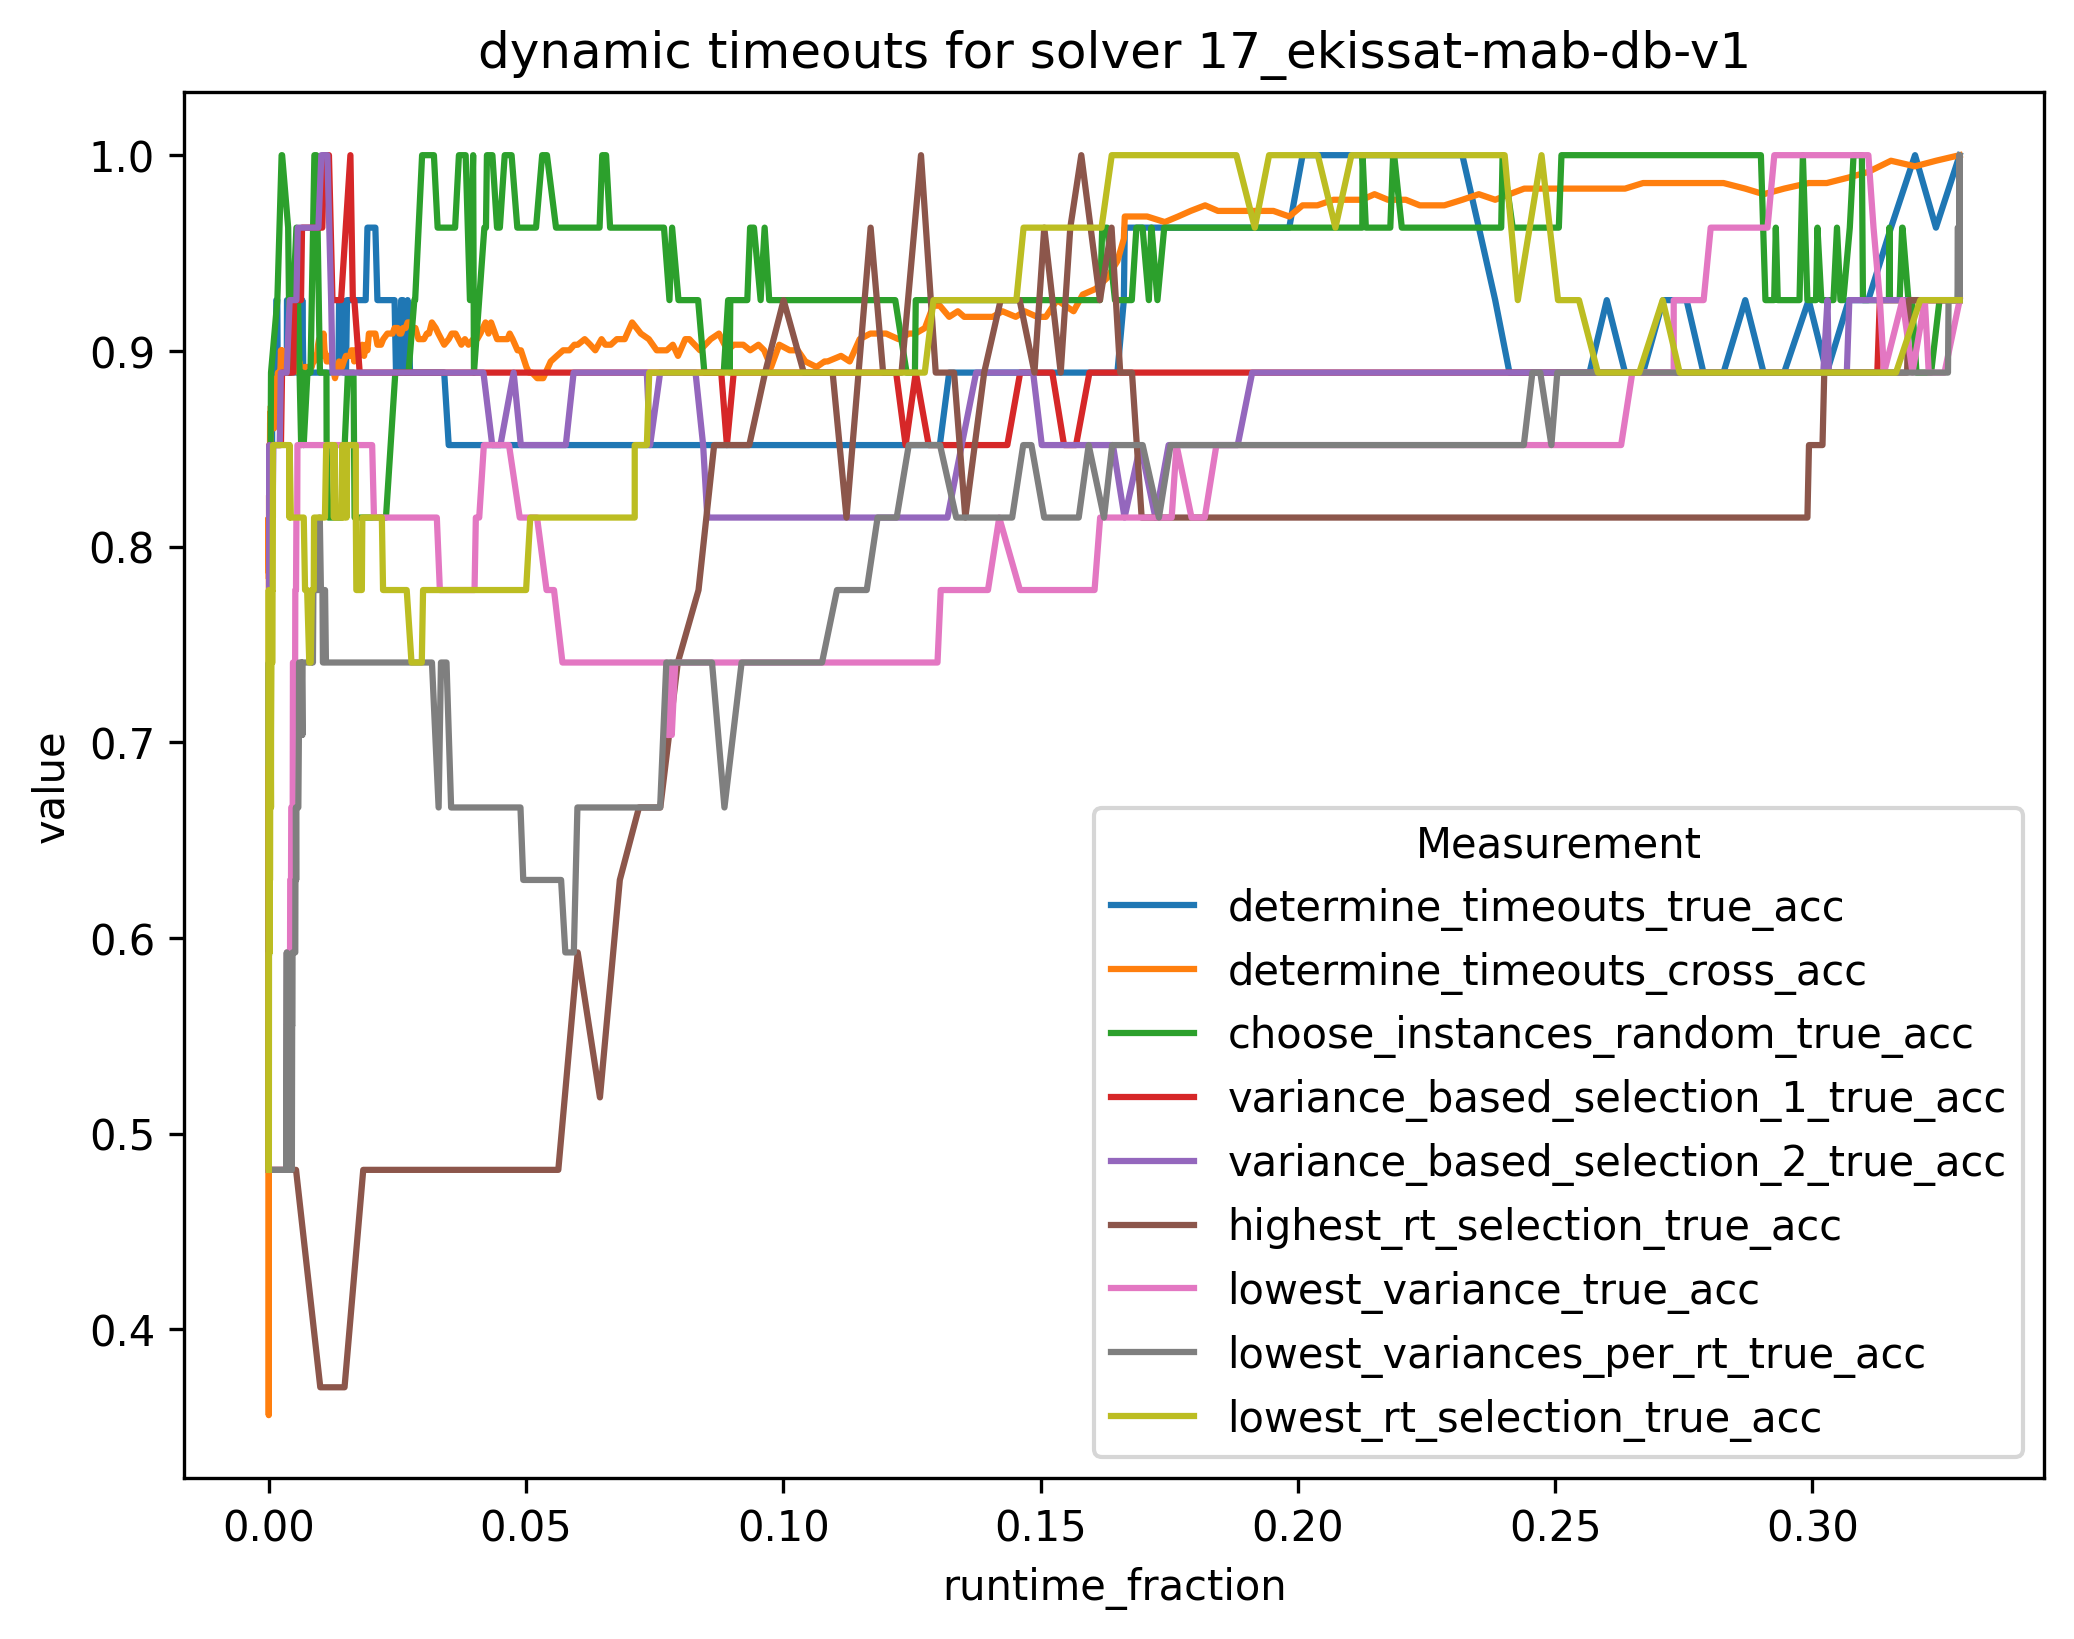 dynamic timeouts for solver 17_ekissat-mab-db-v1
1.0
0.9
0.8
0.7
0.6
0.5
0.4
value
0.00 0.05 0.10 0.15 0.20 0.25 0.30
runtime_fraction
Measurement
determine_timeouts_true_acc
determine_timeouts_cross_acc
choose_instances_random_true_acc
variance_based_selection_1_true_acc
variance_based_selection_2_true_acc
highest_rt_selection_true_acc
lowest_variance_true_acc
lowest_variances_per_rt_true_acc
lowest_rt_selection_true_acc